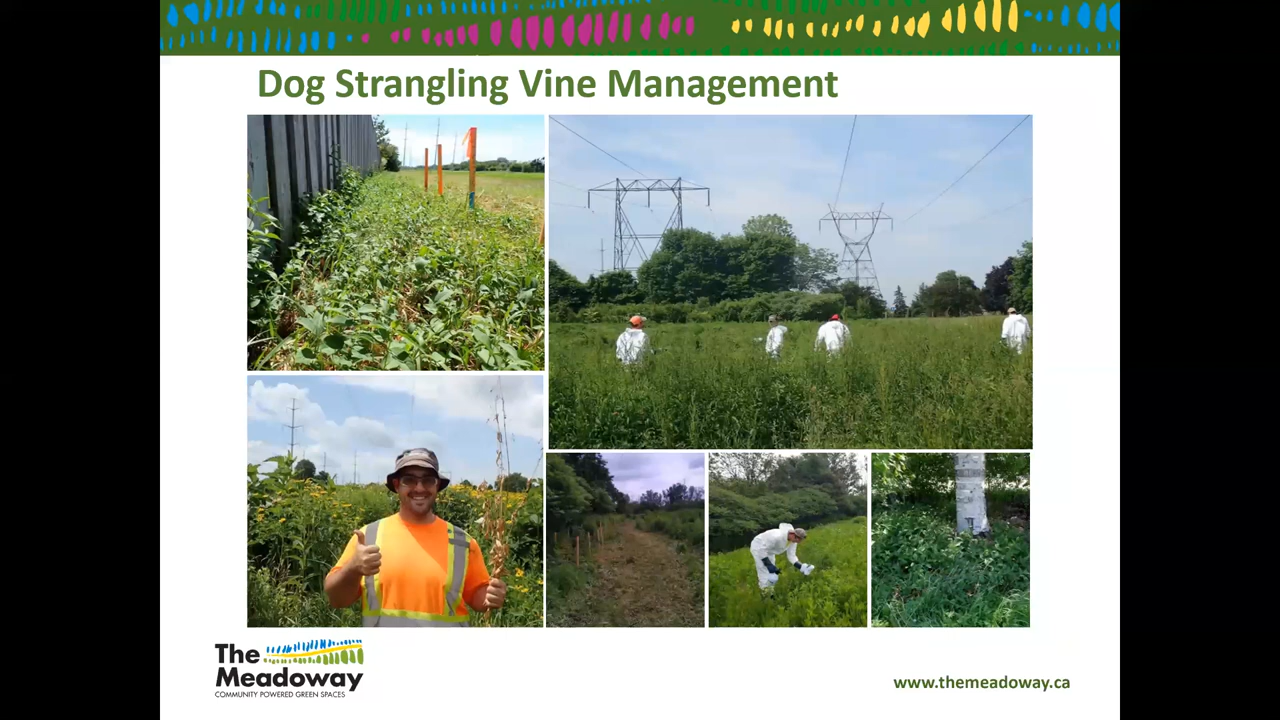 Dog Strangling Vine Management
The
Meadoway
COMMUNITY POWERED GREEN SPACES
www.themeadoway.ca